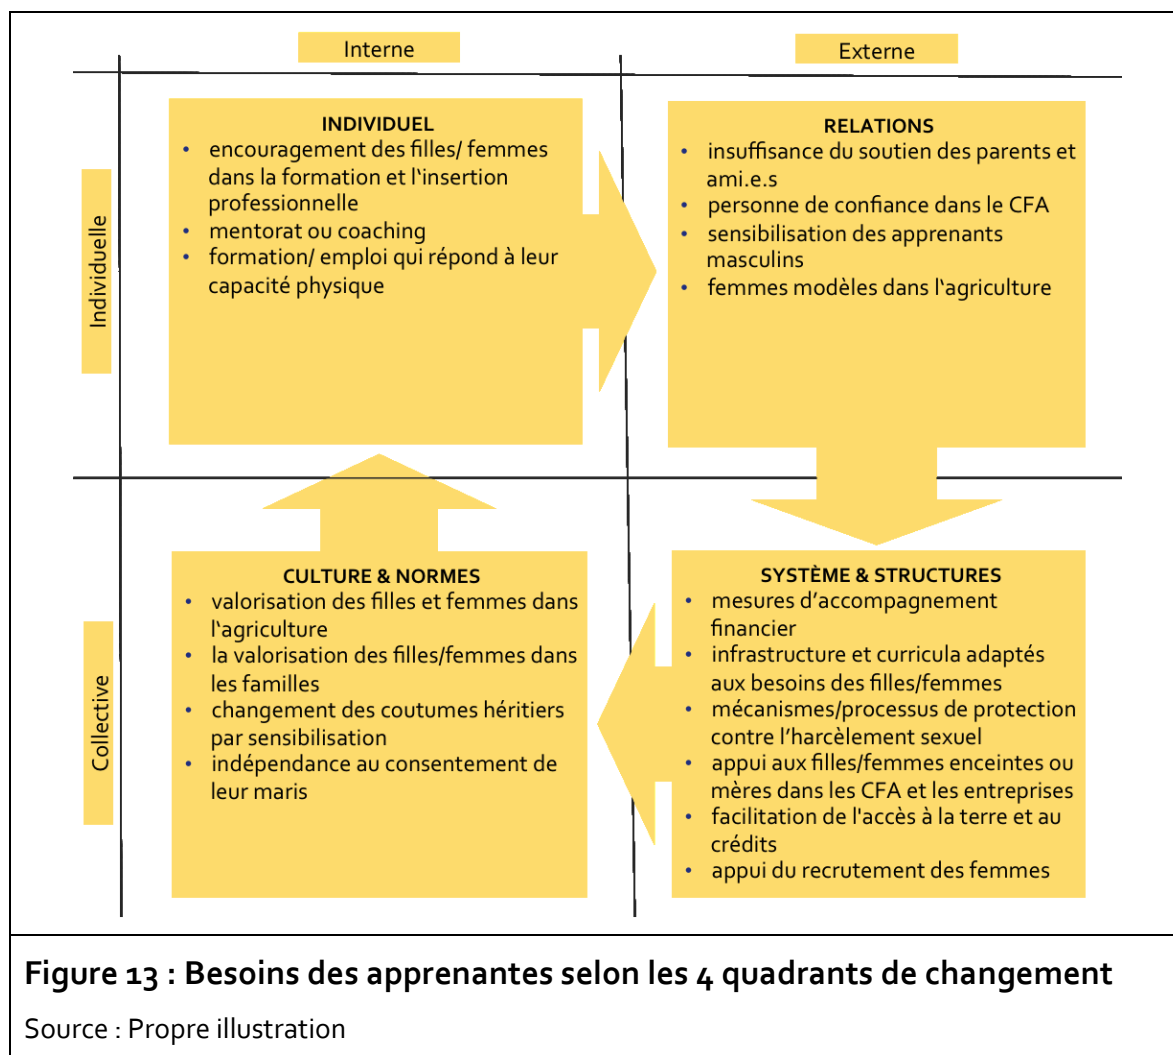 Interne
Externe
Individuelle
INDIVIDUEL
• encouragement des filles/ femmes
dans la formation et l‘insertion
professionnelle
• mentorat ou coaching
• formation/ emploi qui répond à leur
capacité physique
RELATIONS
• insuffisance du soutien des parents et
ami.e.s
• personne de confiance dans le CFA
• sensibilisation des apprenants
masculins
• femmes modèles dans l‘agriculture
Collective
CULTURE & NORMES
• valorisation des filles et femmes dans
l‘agriculture
• la valorisation des filles/femmes dans
les familles
• changement des coutumes héritiers
par sensibilisation
• indépendance au consentement de
leur maris
SYSTÈME & STRUCTURES
• mesures d’accompagnement
financier
• infrastructure et curricula adaptés
aux besoins des filles/femmes
• mécanismes/processus de protection
contre l’harcèlement sexuel
• appui aux filles/femmes enceintes ou
mères dans les CFA et les entreprises
• facilitation de l'accès à la terre et au
crédits
• appui du recrutement des femmes
Figure 13 : Besoins des apprenantes selon les 4 quadrants de changement
Source : Propre illustration